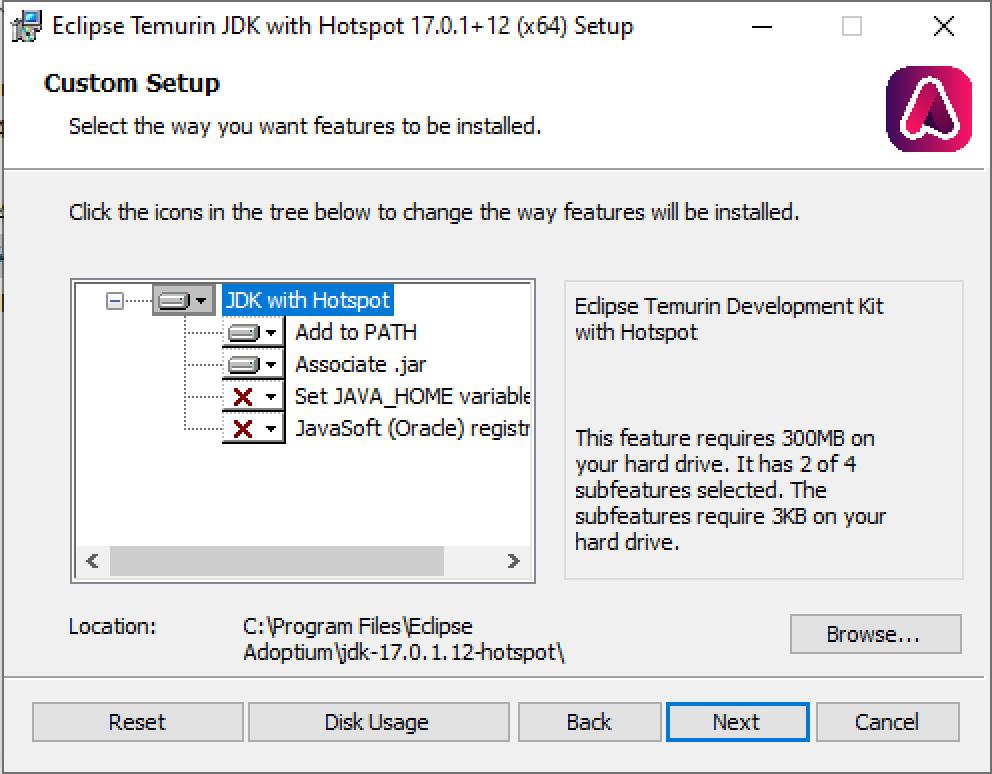 Eclipse Temurin JDK with Hotspot 17.0.1+12 (x64) Setup
Custom Setup
Select the way you want features to be installed.
Click the icons in the tree below to change the way features will be installed.
JDK with Hotspot
Add to PATH
Associate .jar
Set JAVA_HOME variable
JavaSoft (Oracle) registr
Eclipse Temurin Development Kit
with Hotspot
This feature requires 300MB on
your hard drive. It has 2 of 4
subfeatures selected. The
subfeatures require 3KB on your
hard drive.
Location:
C:\Program Files\Eclipse
Adoptium\jdk-17.0.1.12-hotspot\
Browse...
Reset
Disk Usage
Back
Next
Cancel